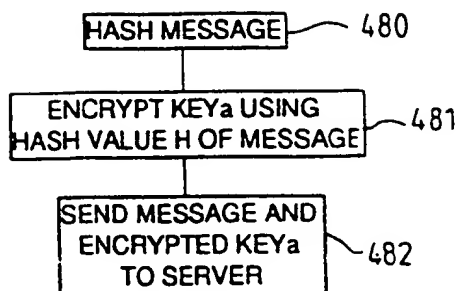 HASH MESSAGE
480
ENCRYPT KEYa USING
HASH VALUE H OF MESSAGE
481
SEND MESSAGE AND
ENCRYPTED KEYa
TO SERVER
482